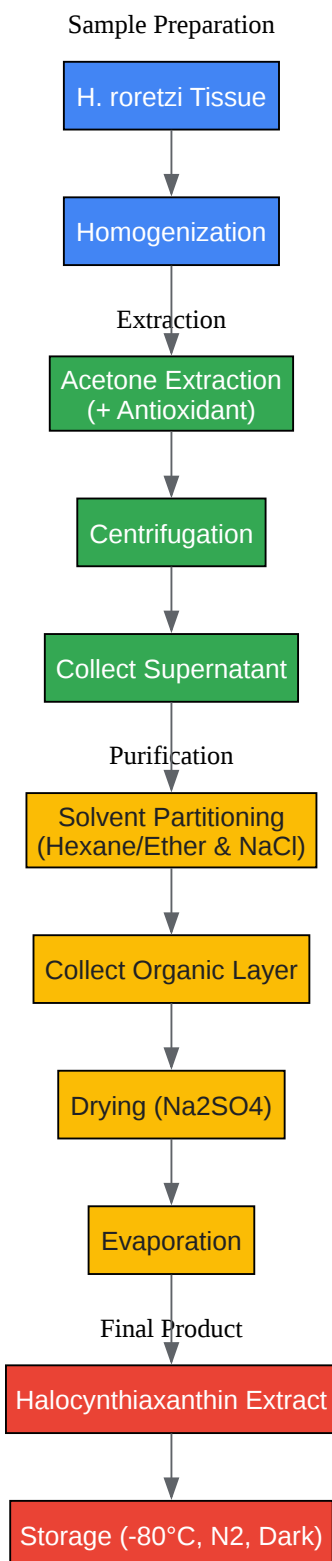 Sample Preparation
H. roretzi Tissue
Homogenization
Extraction
Acetone Extraction
(+ Antioxidant)
Centrifugation
Collect Supernatant
Purification
Solvent Partitioning
(Hexane/Ether & NaCl)
Collect Organic Layer
Drying (Na2SO4)
Evaporation
Final Product
Halocynthiaxanthin Extract
Storage (-80°C, N2, Dark)